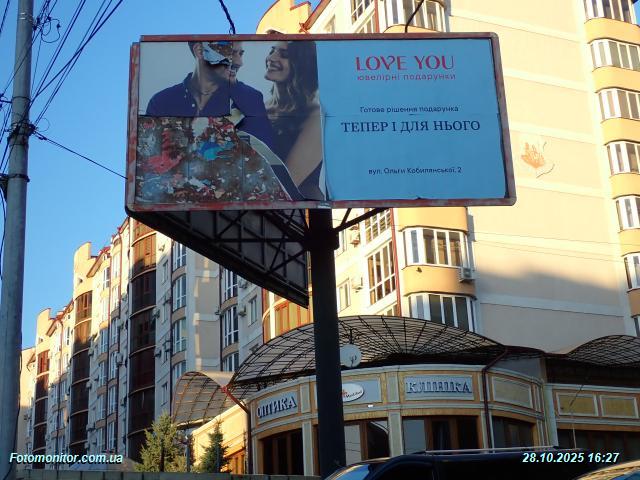 LOVE YOU
ювелірні подарунки
Готове рішення подарунка
ТЕПЕР І ДЛЯ НЬОГО
вул. Ольги Кобилянської, 2
ОПТИКА
КЛІНІКА
Fotomonitor.com.ua
28.10.2025 16:27